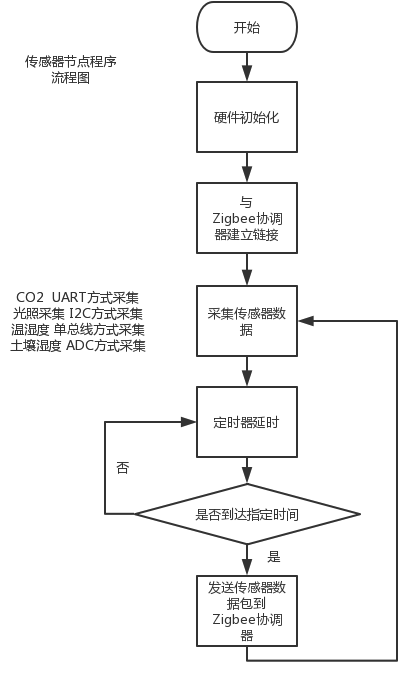 开始
传感器节点程序
流程图
硬件初始化
与
Zigbee协调
器建立链接
CO2 UART方式采集
光照采集 I2C方式采集
温湿度 单总线方式采集
土壤湿度 ADC方式采集
采集传感器数
据
定时器延时
否
是否到达指定时间
是
发送传感器数
据包到
Zigbee协调
器